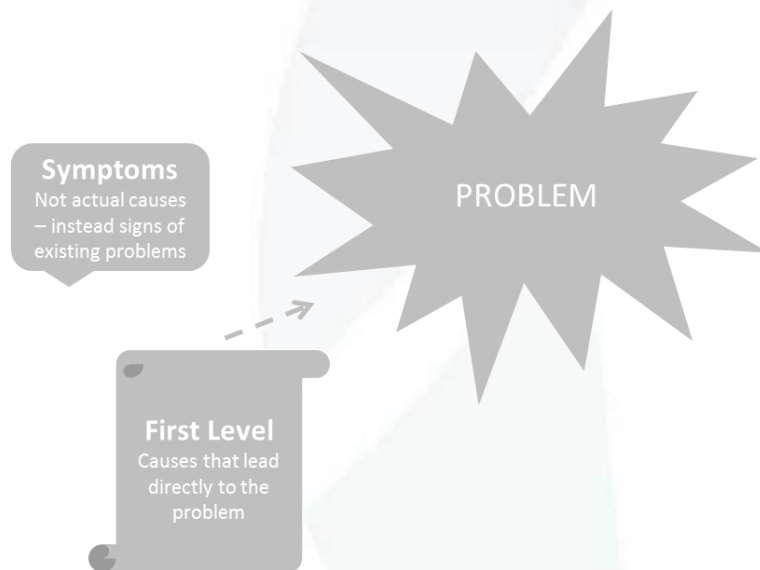 PROBLEM
Symptoms
Not actual causes
– instead signs of
existing problems
First Level
Causes that lead
directly to the
problem